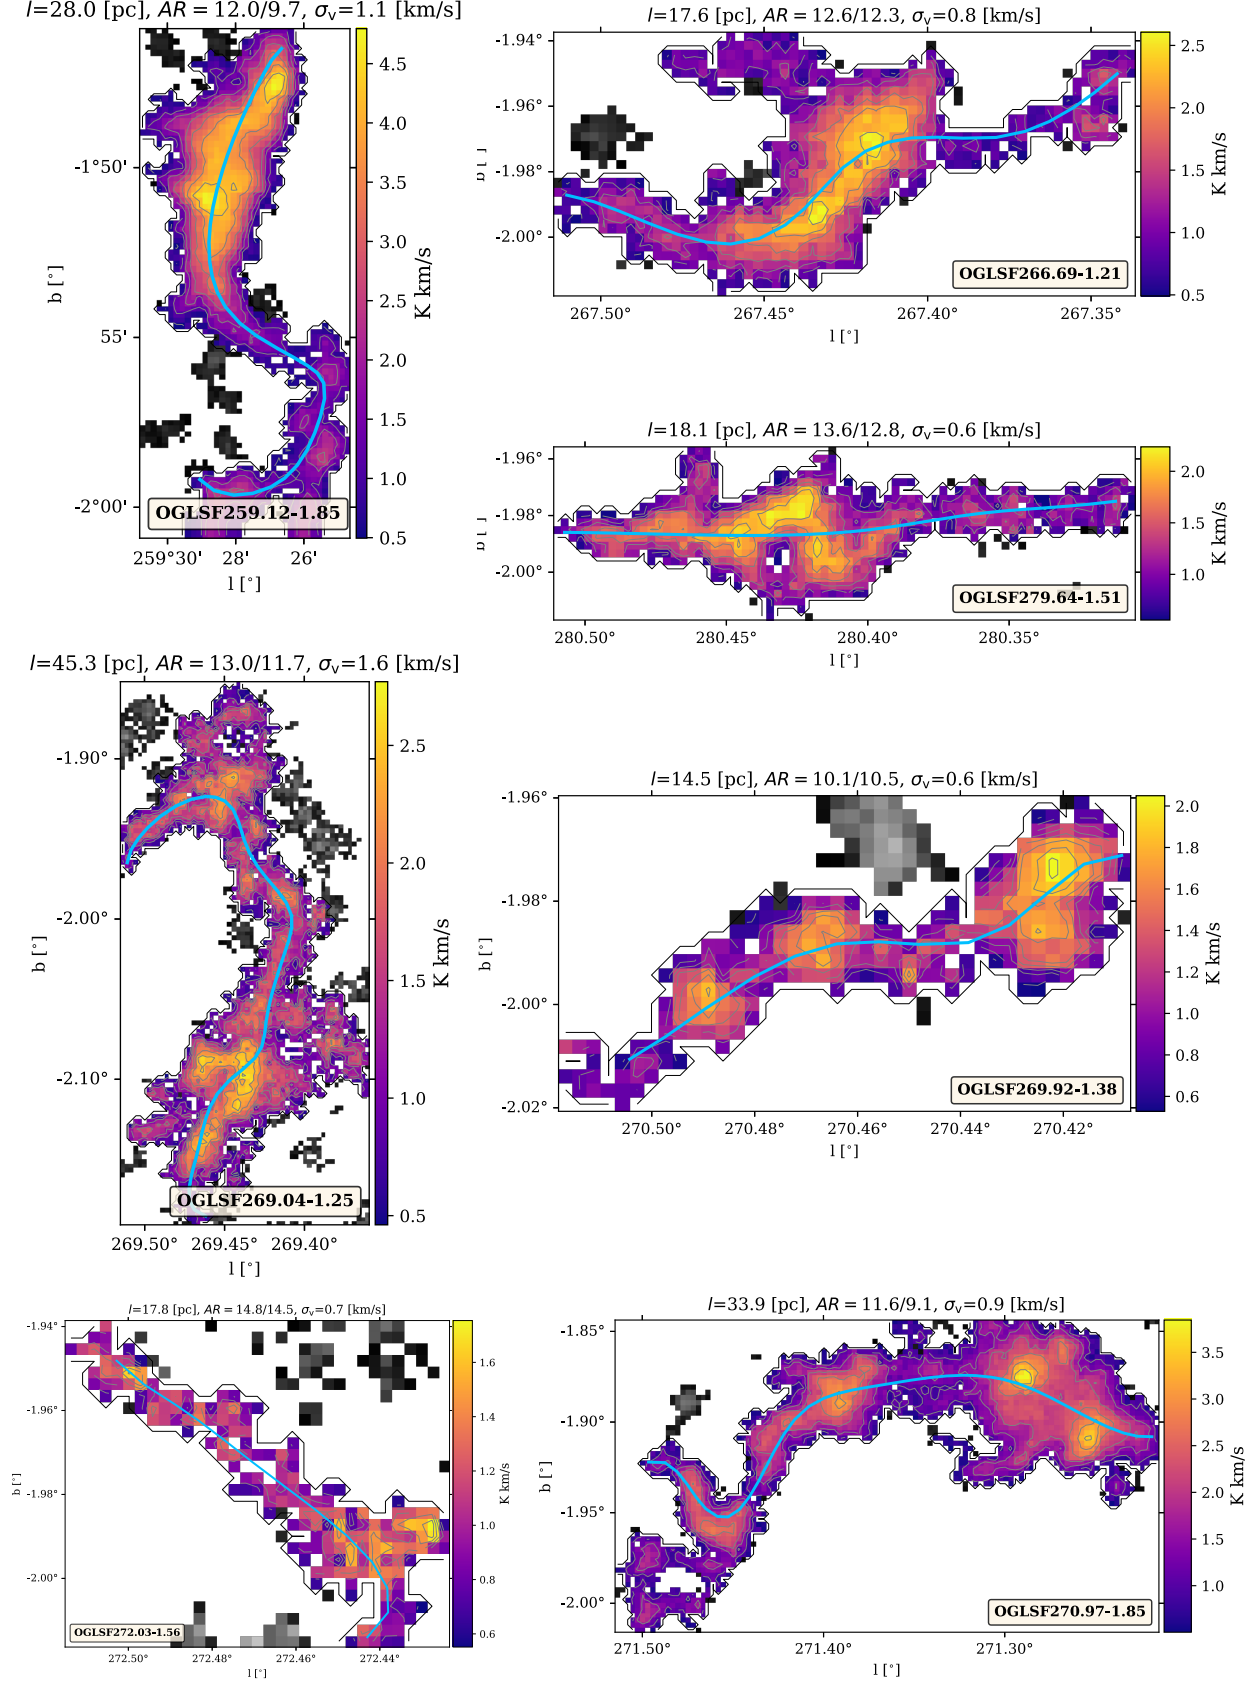 l=28.0 [pc], AR = 12.0/9.7, σv=1.1 [km/s]
4.5
4.0
3.5
3.0
2.5
2.0
1.5
1.0
0.5
K km/s
-1°50'
55'
-2°00'
b [°]
OGLSF259.12-1.85
259°30' 28' 26'
l [°]
l=17.6 [pc], AR = 12.6/12.3, σv=0.8 [km/s]
-1.94°
-1.96°
-1.98°
-2.00°
OGLSF266.69-1.21
267.50° 267.45° 267.40° 267.35°
l [°]
2.5
2.0
1.5
1.0
0.5
K km/s
l=18.1 [pc], AR = 13.6/12.8, σv=0.6 [km/s]
-1.96°
-1.98°
-2.00°
OGLSF279.64-1.51
280.50° 280.45° 280.40° 280.35°
l [°]
2.0
1.5
1.0
K km/s
l=45.3 [pc], AR = 13.0/11.7, σv=1.6 [km/s]
-1.90°
-2.00°
-2.10°
b [°]
OGLSF269.04-1.25
269.50° 269.45° 269.40°
l [°]
2.5
2.0
1.5
1.0
0.5
K km/s
l=14.5 [pc], AR = 10.1/10.5, σv=0.6 [km/s]
-1.96°
-1.98°
-2.00°
-2.02°
b [°]
OGLSF269.92-1.38
270.50° 270.48° 270.46° 270.44° 270.42°
l [°]
2.0
1.8
1.6
1.4
1.2
1.0
0.8
0.6
K km/s
l=17.8 [pc], AR = 14.8/14.5, σv=0.7 [km/s]
-1.94°
-1.96°
-1.98°
-2.00°
b [°]
OGLSF272.03-1.56
272.50° 272.48° 272.46° 272.44°
l [°]
1.6
1.4
1.2
1.0
0.8
0.6
K km/s
l=33.9 [pc], AR = 11.6/9.1, σv=0.9 [km/s]
-1.85°
-1.90°
-1.95°
-2.00°
b [°]
OGLSF270.97-1.85
271.50° 271.40° 271.30°
l [°]
3.5
3.0
2.5
2.0
1.5
1.0
K km/s